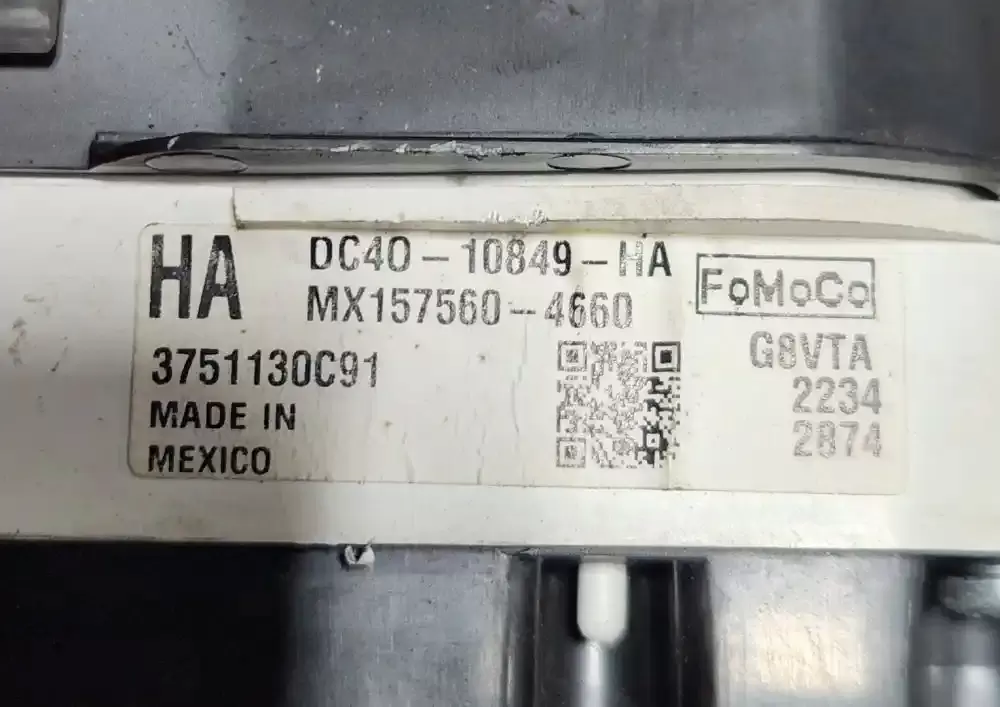 HA
DC40-10849-HA
MX157560-4660
FoMoCo
3751130C91
MADE IN
MEXICO
G8VTA
2234
2874